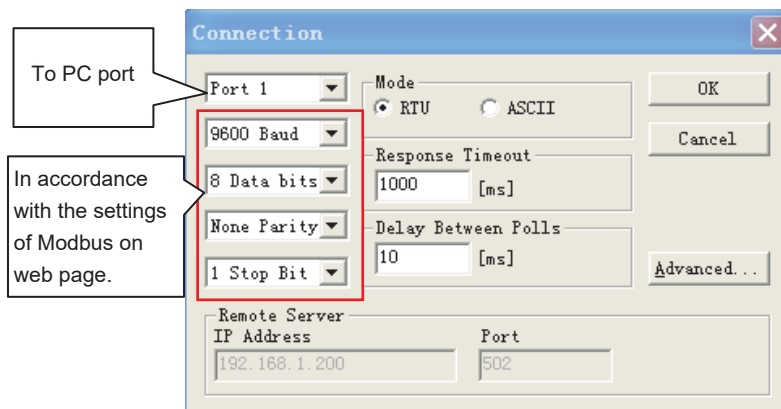 Connection
To PC port
Port 1
Mode
RTU
ASCII
OK
9600 Baud
Cancel
Response Timeout
In accordance
with the settings
of Modbus on
web page.
8 Data bits
1000
[ms]
None Parity
Delay Between Polls
10
[ms]
1 Stop Bit
Advanced...
Remote Server
IP Address
Port
192.168.1.200
502